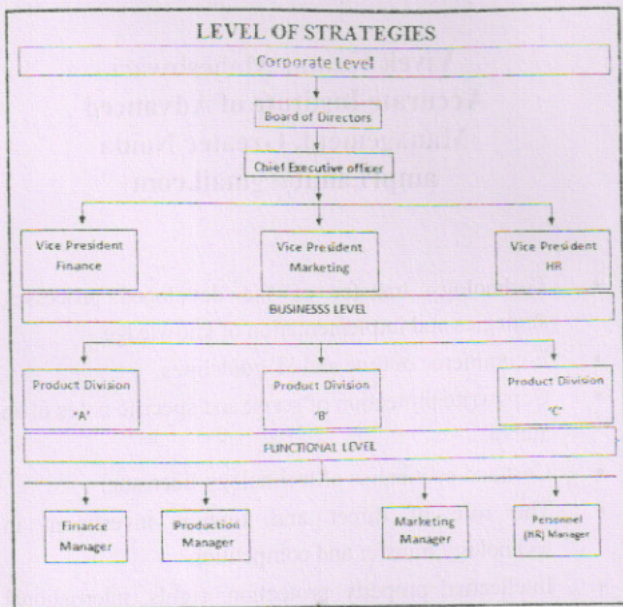 LEVEL OF STRATEGIES
Corporate Level
Board of Directors
Chief Executive officer
Vice President
Finance
Vice President
Marketing
Vice President
HR
BUSINESSS LEVEL
Product Division
"A"
Product Division
'B'
Product Division
'C'
FUNCTIONAL LEVEL
Finance
Manager
Production
Manager
Marketing
Manager
Personnel
(HR) Manager